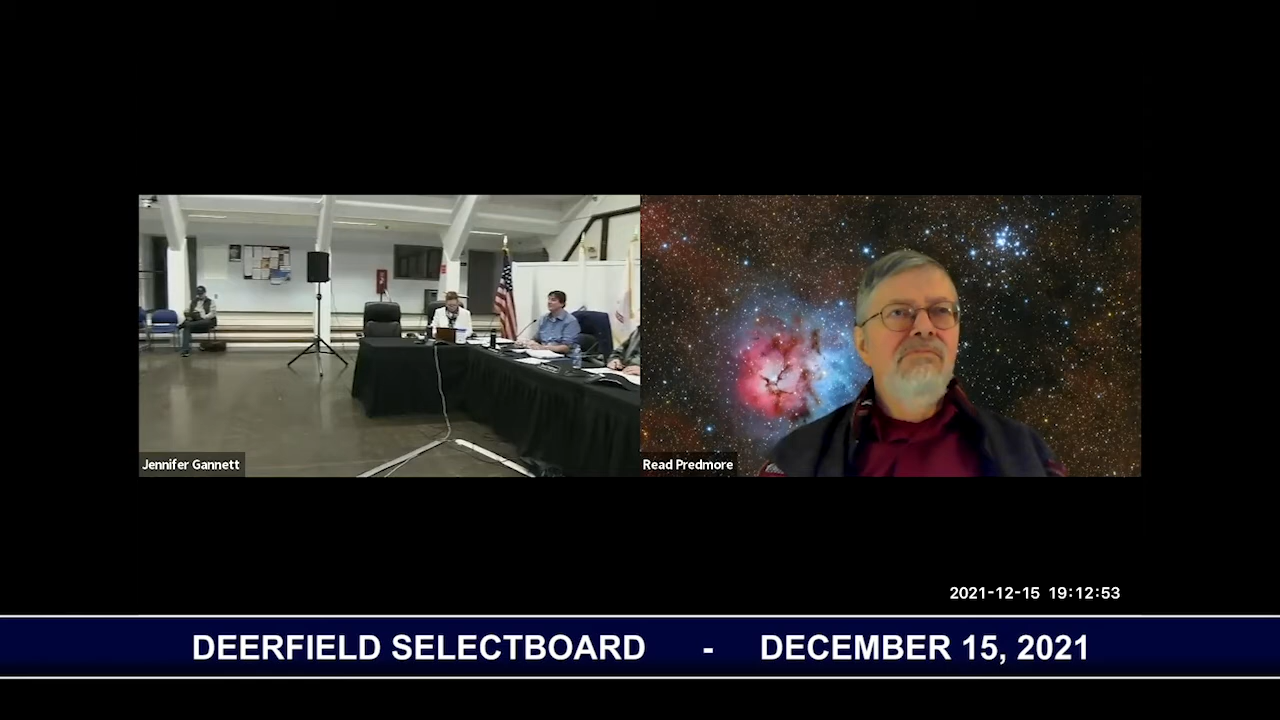 Jennifer Gannett
Read Predmore
2021-12-15 19:12:53
DEERFIELD SELECTBOARD - DECEMBER 15, 2021